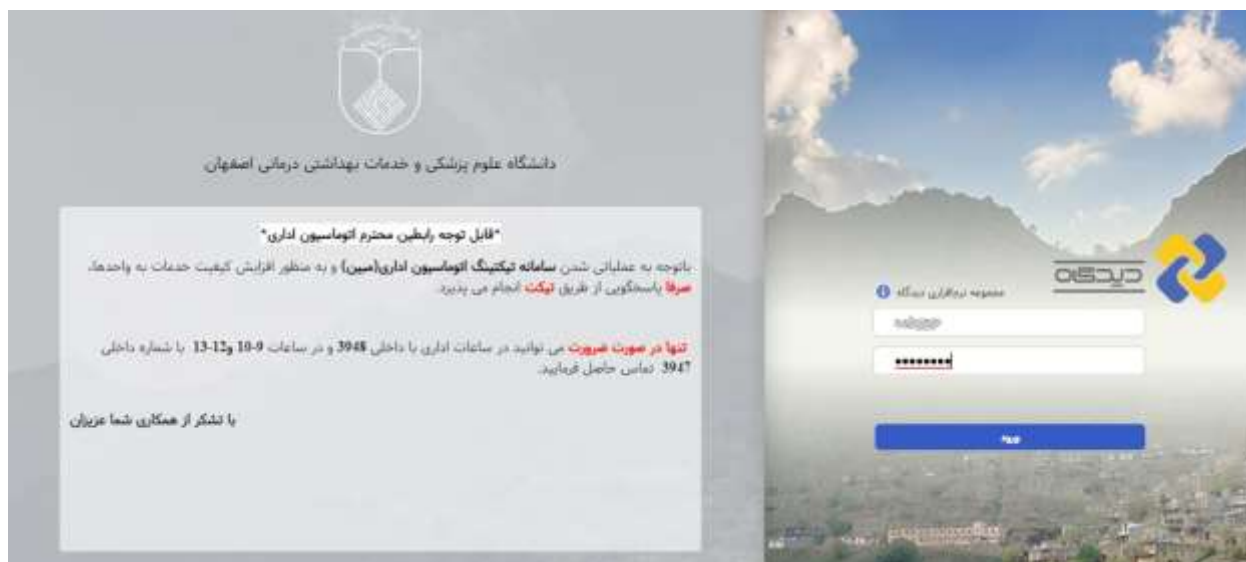 دانشگاه علوم پزشکی و خدمات بهداشتی درمانی اصفهان
*قابل توجه رابطین محترم اتوماسیون اداری*
باتوجه به عملیاتی شدن سامانه تیکتینگ اتوماسیون اداری(مبین) و به منظور افزایش کیفیت خدمات به واحدها،
صرفا پاسخگویی از طریق تیکت انجام می پذیرد.
تنها در صورت ضرورت می توانید در ساعات اداری با داخلی 3948 و در ساعات 9-10 و12-13 با شماره داخلی
3947 تماس حاصل فرمایید.
با تشکر از همکاری شما عزیزان
دیدگاه
مجموعه نرم‌افزاری دیدگاه
ورود